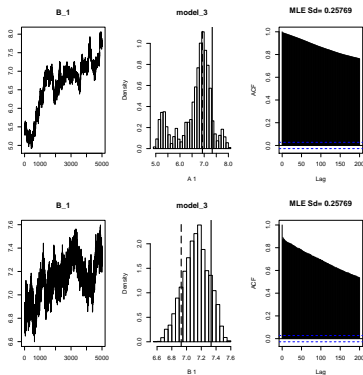 B_1
model_3
MLE Sd= 0.25769
5.0 5.5 6.0 6.5 7.0 7.5 8.0
0 1000 3000 5000
Density
0.0 0.2 0.4 0.6 0.8 1.0
5.0 6.0 7.0 8.0
A 1
ACF
0.0 0.2 0.4 0.6 0.8 1.0
0 50 100 150 200
Lag
B_1
model_3
MLE Sd= 0.25769
6.6 6.8 7.0 7.2 7.4 7.6
0 1000 3000 5000
Density
0.0 0.5 1.0 1.5 2.0
6.6 6.8 7.0 7.2 7.4 7.6
B 1
ACF
0.0 0.2 0.4 0.6 0.8 1.0
0 50 100 150 200
Lag